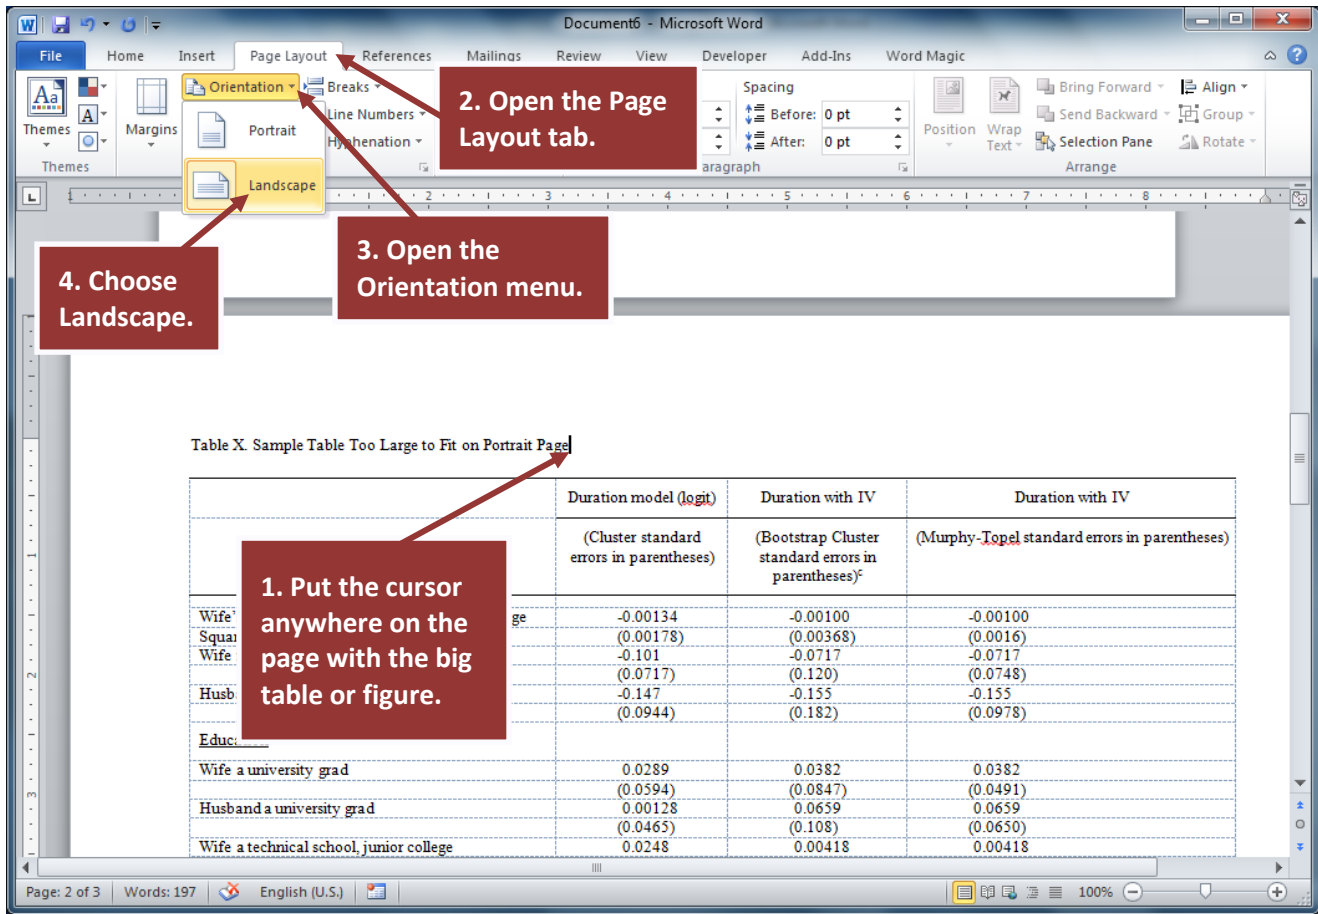 Document6 - Microsoft Word
File Home Insert Page Layout References Mailings Review View Developer Add-Ins Word Magic
Themes
Margins
Orientation
Portrait
Landscape
Breaks
Line Numbers
Hyphenation
Spacing
Before: 0 pt
After: 0 pt
Position
Wrap
Text
Bring Forward
Send Backward
Selection Pane
Align
Group
Rotate
Themes
Arrange
2. Open the Page
Layout tab.
3. Open the
Orientation menu.
4. Choose
Landscape.
L
2 3 4 5 6 7 8
Table X. Sample Table Too Large to Fit on Portrait Page
Duration model (logit) Duration with IV Duration with IV
(Cluster standard
errors in parentheses)
(Bootstrap Cluster
standard errors in
parentheses)ᶜ
(Murphy-Topel standard errors in parentheses)
1. Put the cursor
anywhere on the
page with the big
table or figure.
-0.00134 -0.00100 -0.00100
(0.00178) (0.00368) (0.0016)
Wife -0.101 -0.0717 -0.0717
(0.0717) (0.120) (0.0748)
-0.147 -0.155 -0.155
(0.0944) (0.182) (0.0978)
Wife a university grad 0.0289 0.0382 0.0382
(0.0594) (0.0847) (0.0491)
Husband a university grad 0.00128 0.0659 0.0659
(0.0465) (0.108) (0.0650)
Wife a technical school, junior college 0.0248 0.00418 0.00418
Page: 2 of 3 Words: 197 English (U.S.) 100%